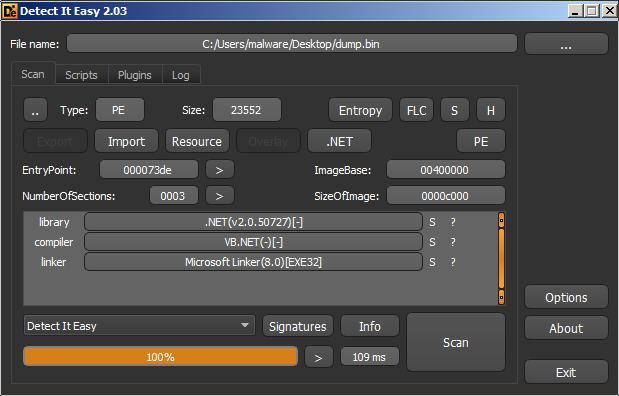 Detect It Easy 2.03
File name: C:/Users/malware/Desktop/dump.bin ...
Scan Scripts Plugins Log
.. Type: PE Size: 23552 Entropy FLC S H
Export Import Resource Overlay .NET PE
EntryPoint: 000073de > ImageBase: 00400000
NumberOfSections: 0003 > SizeOfImage: 0000c000
library .NET(v2.0.50727)[-] S ?
compiler VB.NET(-)[-] S ?
linker Microsoft Linker(8.0)[EXE32] S ?
Options
Detect It Easy Signatures Info Scan About
100% > 109 ms
Exit